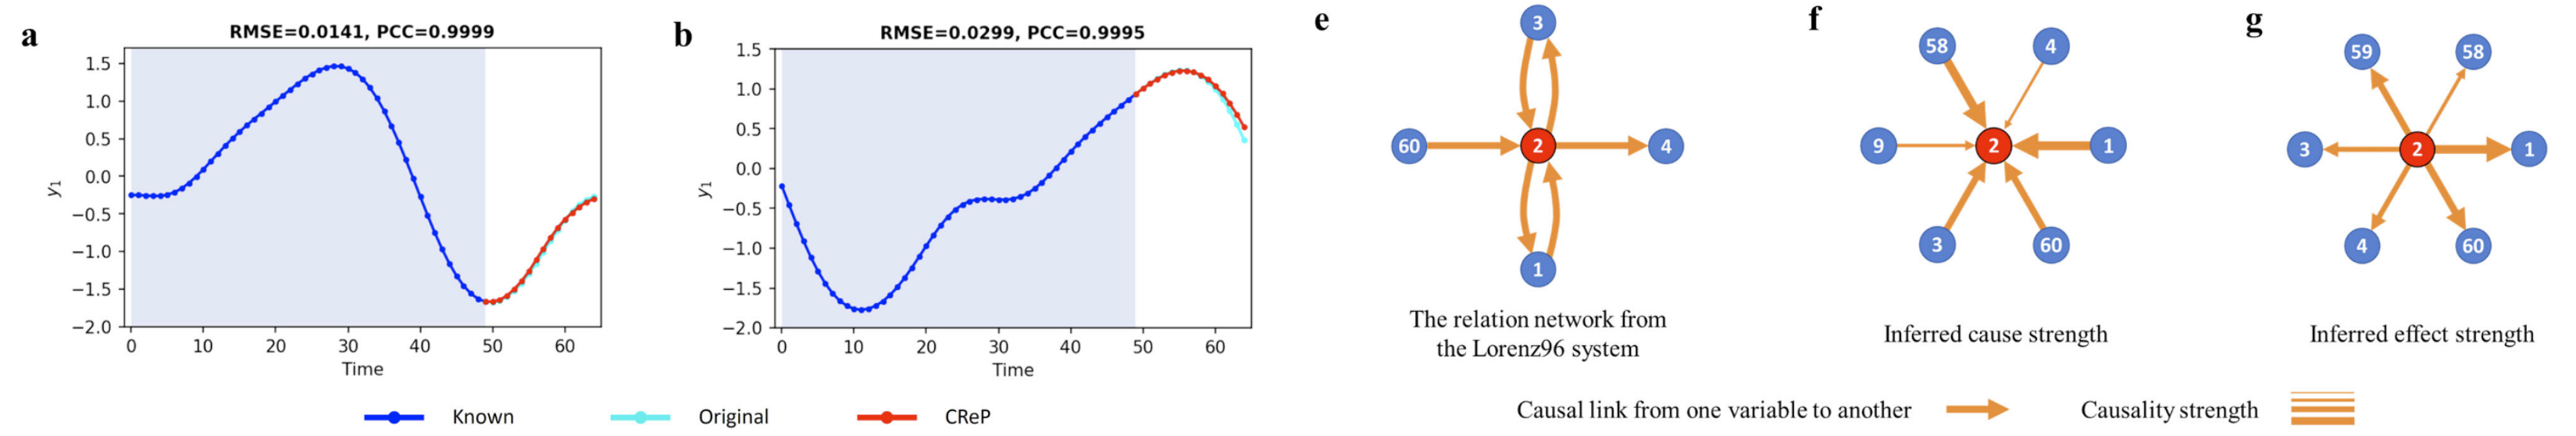 a
RMSE=0.0141, PCC=0.9999
1.5
1.0
0.5
0.0
−0.5
−1.0
−1.5
−2.0
y1
0 10 20 30 40 50 60
Time
b
RMSE=0.0299, PCC=0.9995
1.5
1.0
0.5
0.0
−0.5
−1.0
−1.5
−2.0
y1
0 10 20 30 40 50 60
Time
Known Original CReP
e
3
60 2 4
1
The relation network from
the Lorenz96 system
f
58 4
9 2 1
3 60
Inferred cause strength
g
59 58
3 2 1
4 60
Inferred effect strength
Causal link from one variable to another
Causality strength